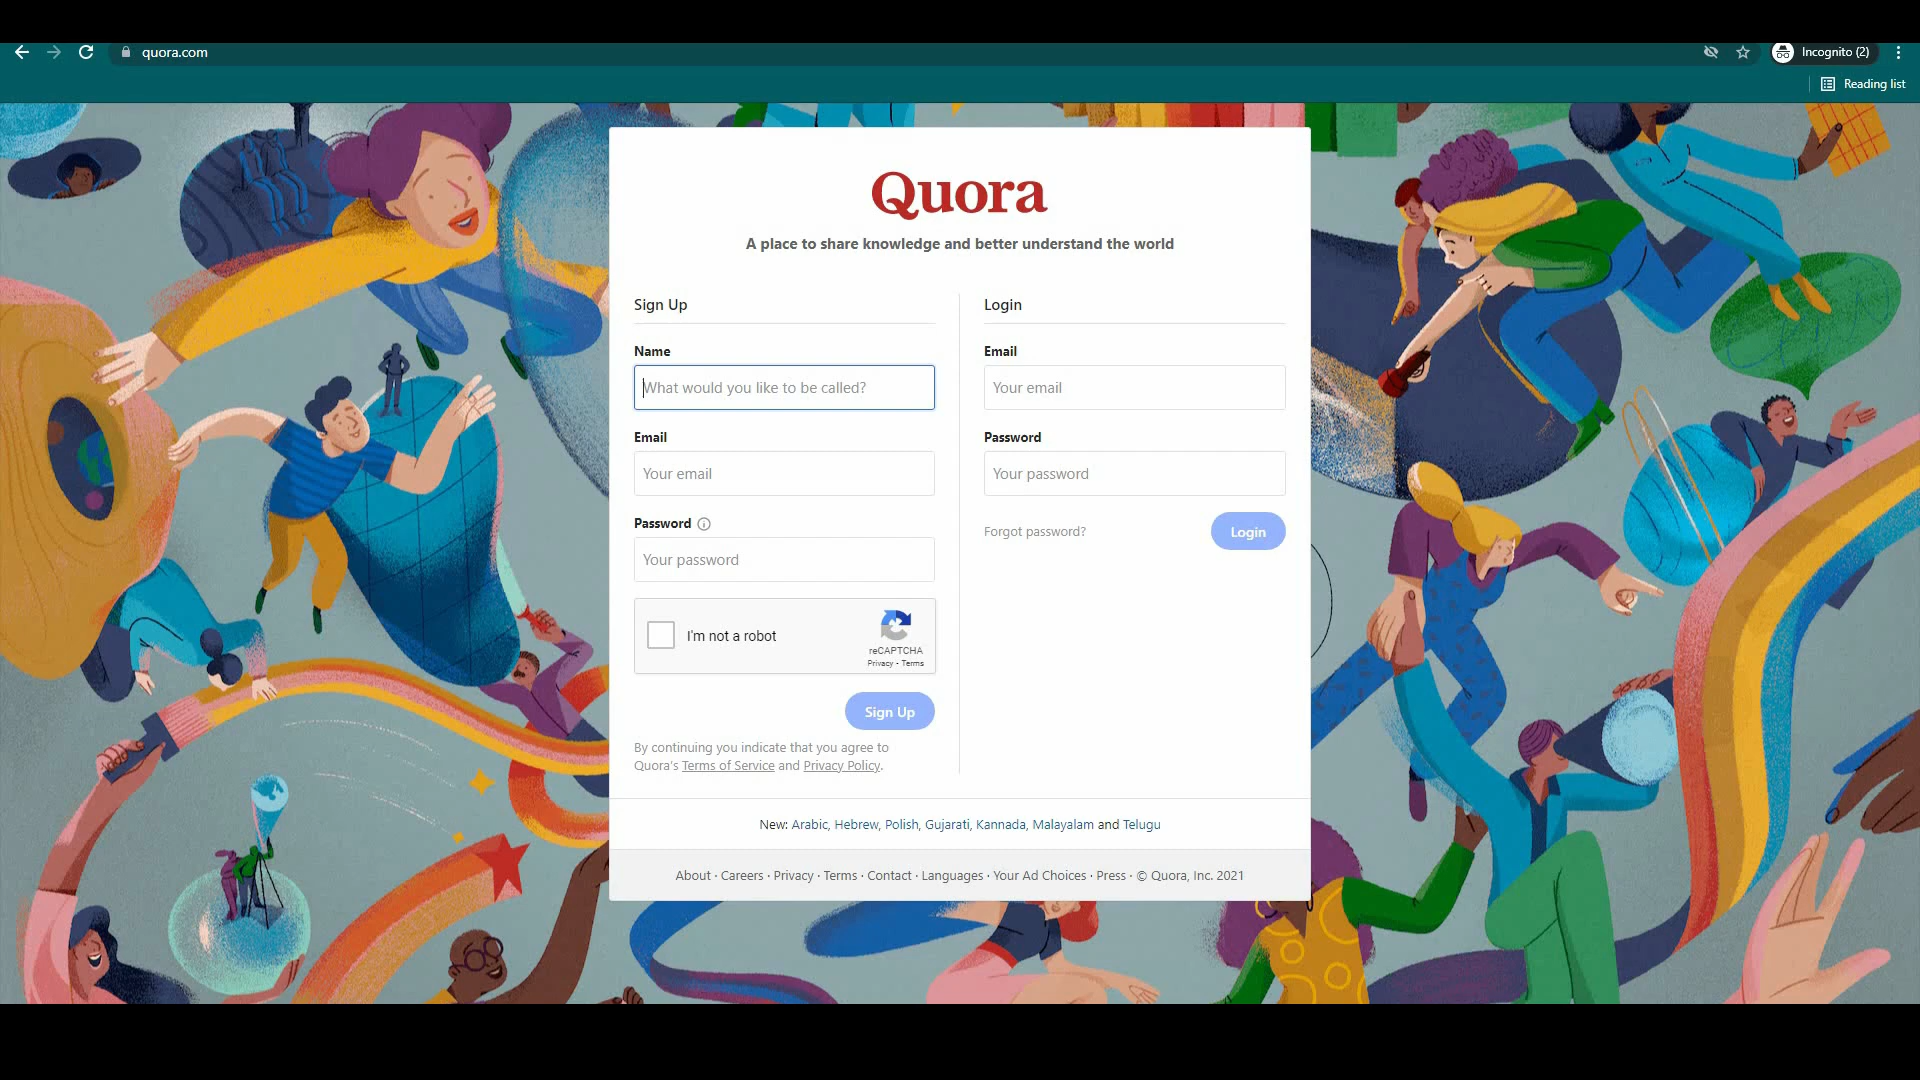 quora.com
Incognito (2)
Reading list
Quora
A place to share knowledge and better understand the world
Sign Up
Name
What would you like to be called?
Email
Your email
Password
Your password
I'm not a robot
reCAPTCHA
Privacy - Terms
Sign Up
By continuing you indicate that you agree to
Quora's Terms of Service and Privacy Policy.
Login
Email
Your email
Password
Your password
Forgot password?
Login
New: Arabic, Hebrew, Polish, Gujarati, Kannada, Malayalam and Telugu
About · Careers · Privacy · Terms · Contact · Languages · Your Ad Choices · Press · © Quora, Inc. 2021